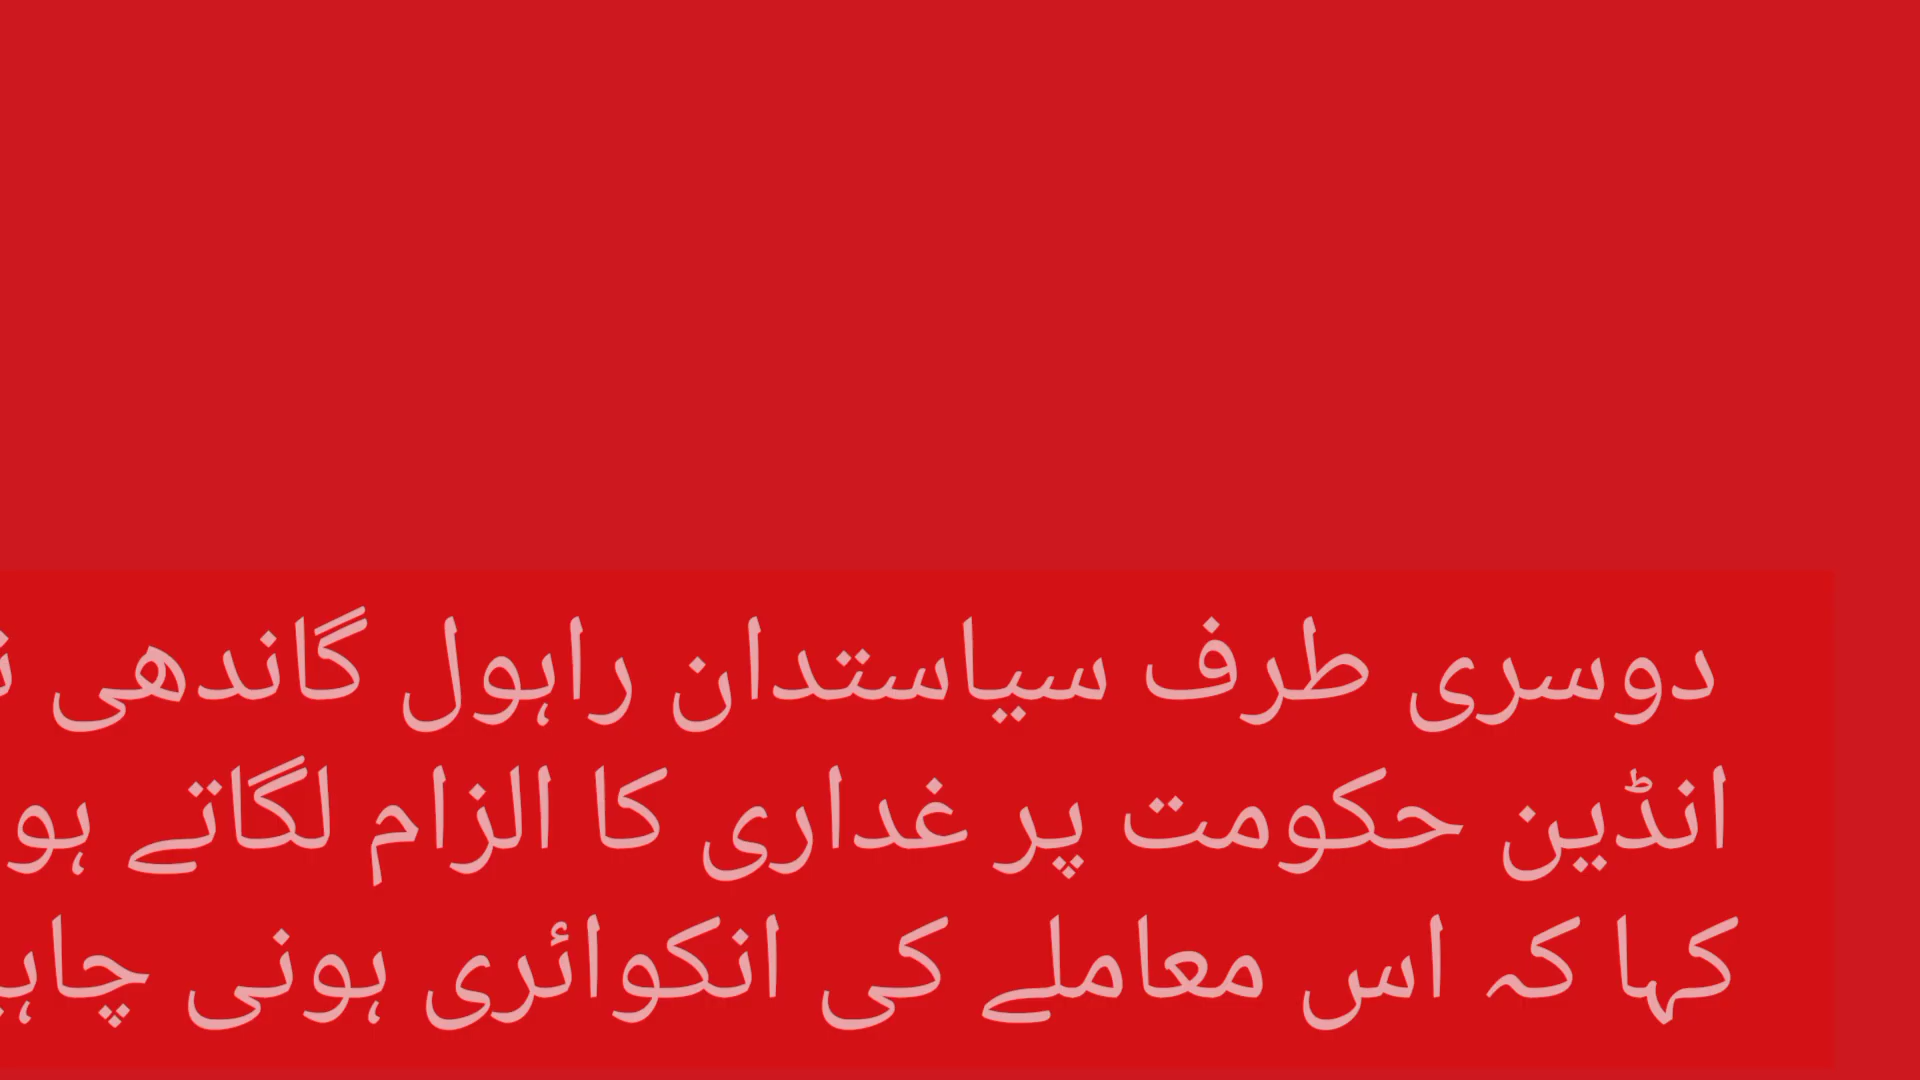 دوسری طرف سیاستدان راہول گاندھی
انڈین حکومت پر غداری کا الزام لگاتے
کہا کہ اس معاملے کی انکوائری ہونی